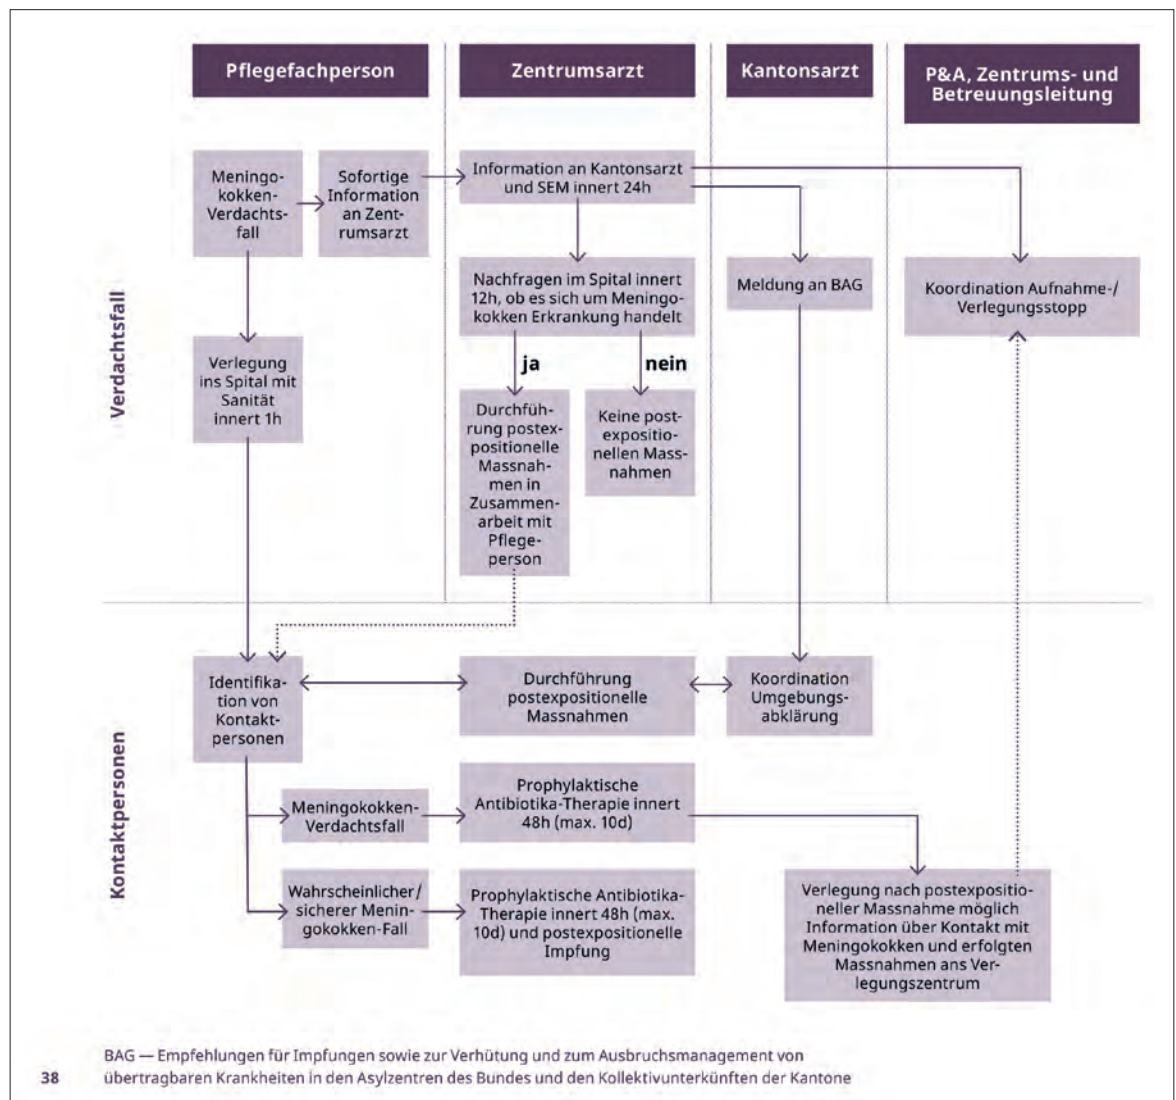 Pflegefachperson
Zentrumsarzt
Kantonsarzt
P&A, Zentrums- und
Betreuungsleitung
Verdachtsfall
Meningo-
kokken-
Verdachts-
fall
Sofortige
Information
an Zent-
rumsarzt
Information an Kantonsarzt
und SEM innert 24h
Nachfragen im Spital innert
12h, ob es sich um Meningo-
kokken Erkrankung handelt
Meldung an BAG
Koordination Aufnahme-/
Verlegungsstopp
Verlegung
ins Spital mit
Sanität
innert 1h
ja
nein
Durchfüh-
rung postex-
positionelle
Massnah-
men in
Zusammen-
arbeit mit
Pflege-
person
Keine post-
expositio-
nellen Mass-
nahmen
Kontaktpersonen
Identifika-
tion von
Kontakt-
personen
Durchführung
postexpositionelle
Massnahmen
Koordination
Umgebungs-
abklärung
Meningokokken-
Verdachtsfall
Prophylaktische
Antibiotika-Therapie innert
48h (max. 10d)
Wahrscheinlicher/
sicherer Menin-
gokokken-Fall
Prophylaktische Antibiotika-
Therapie innert 48h (max.
10d) und postexpositionelle
Impfung
Verlegung nach postexpositio-
neller Massnahme möglich
Information über Kontakt mit
Meningokokken und erfolgten
Massnahmen ans Ver-
legungszentrum
BAG — Empfehlungen für Impfungen sowie zur Verhütung und zum Ausbruchsmanagement von
38 übertragbaren Krankheiten in den Asylzentren des Bundes und den Kollektivunterkünften der Kantone